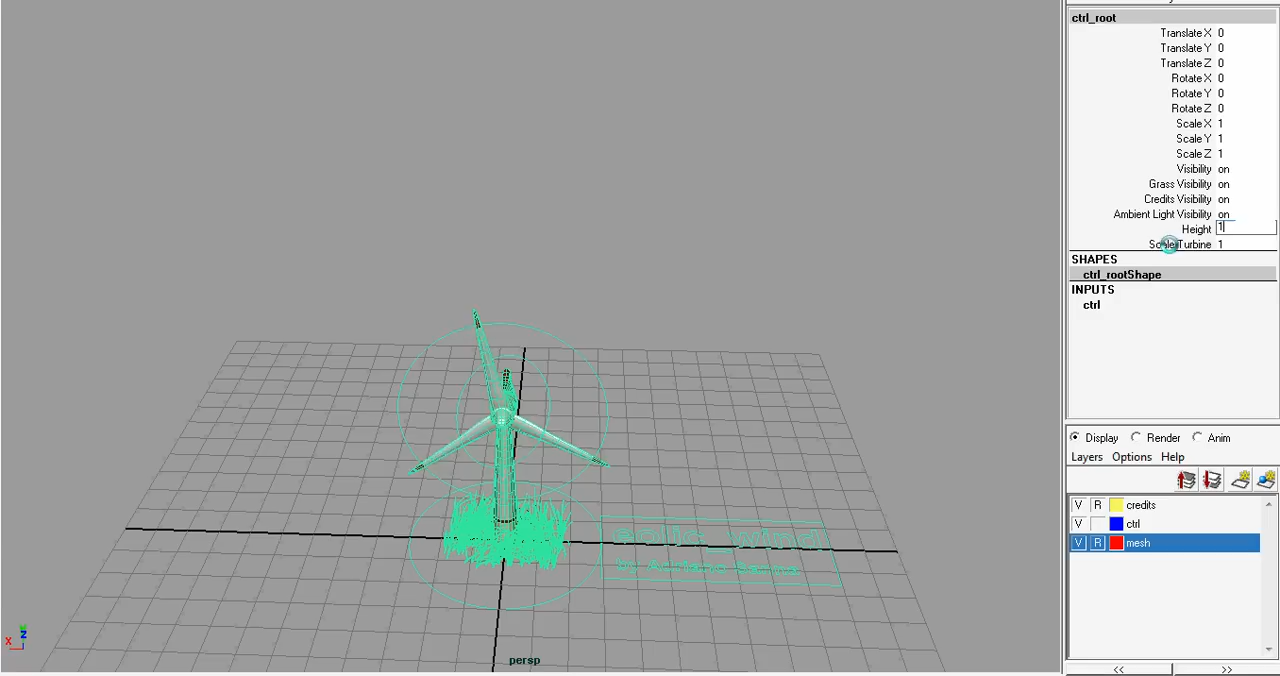 ctrl_root
Translate X 0
Translate Y 0
Translate Z 0
Rotate X 0
Rotate Y 0
Rotate Z 0
Scale X 1
Scale Y 1
Scale Z 1
Visibility on
Grass Visibility on
Credits Visibility on
Ambient Light Visibility on
Height 1
Scale Turbine 1
SHAPES
ctrl_rootShape
INPUTS
ctrl
eolic_wind
Display Render Anim
Layers Options Help
V R credits
V ctrl
V R mesh
X Z
persp
<< >>